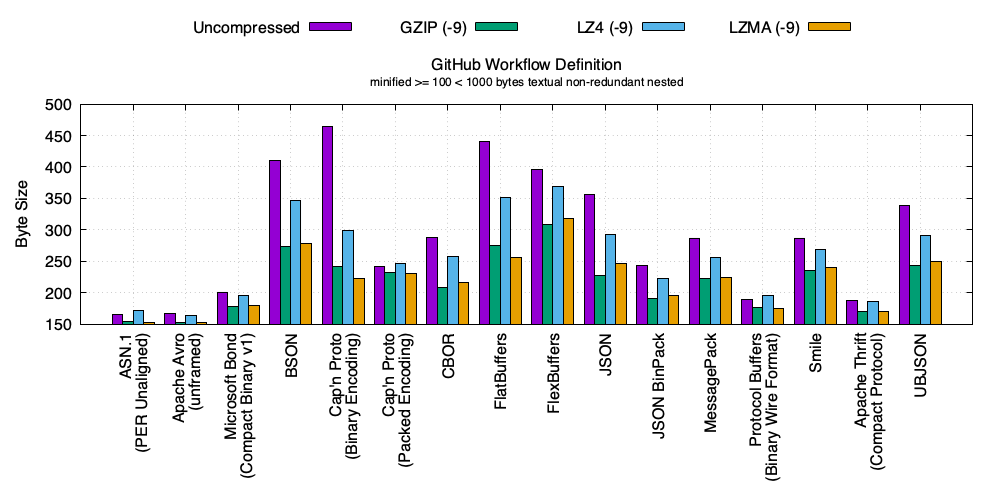 Uncompressed GZIP (-9) LZ4 (-9) LZMA (-9)
GitHub Workflow Definition
minified >= 100 < 1000 bytes textual non-redundant nested
Byte Size
500
450
400
350
300
250
200
150
ASN.1
(PER Unaligned)
Apache Avro
(unframed)
Microsoft Bond
(Compact Binary v1)
BSON
Cap'n Proto
(Binary Encoding)
Cap'n Proto
(Packed Encoding)
CBOR
FlatBuffers
FlexBuffers
JSON
JSON BinPack
MessagePack
Protocol Buffers
(Binary Wire Format)
Smile
Apache Thrift
(Compact Protocol)
UBJSON